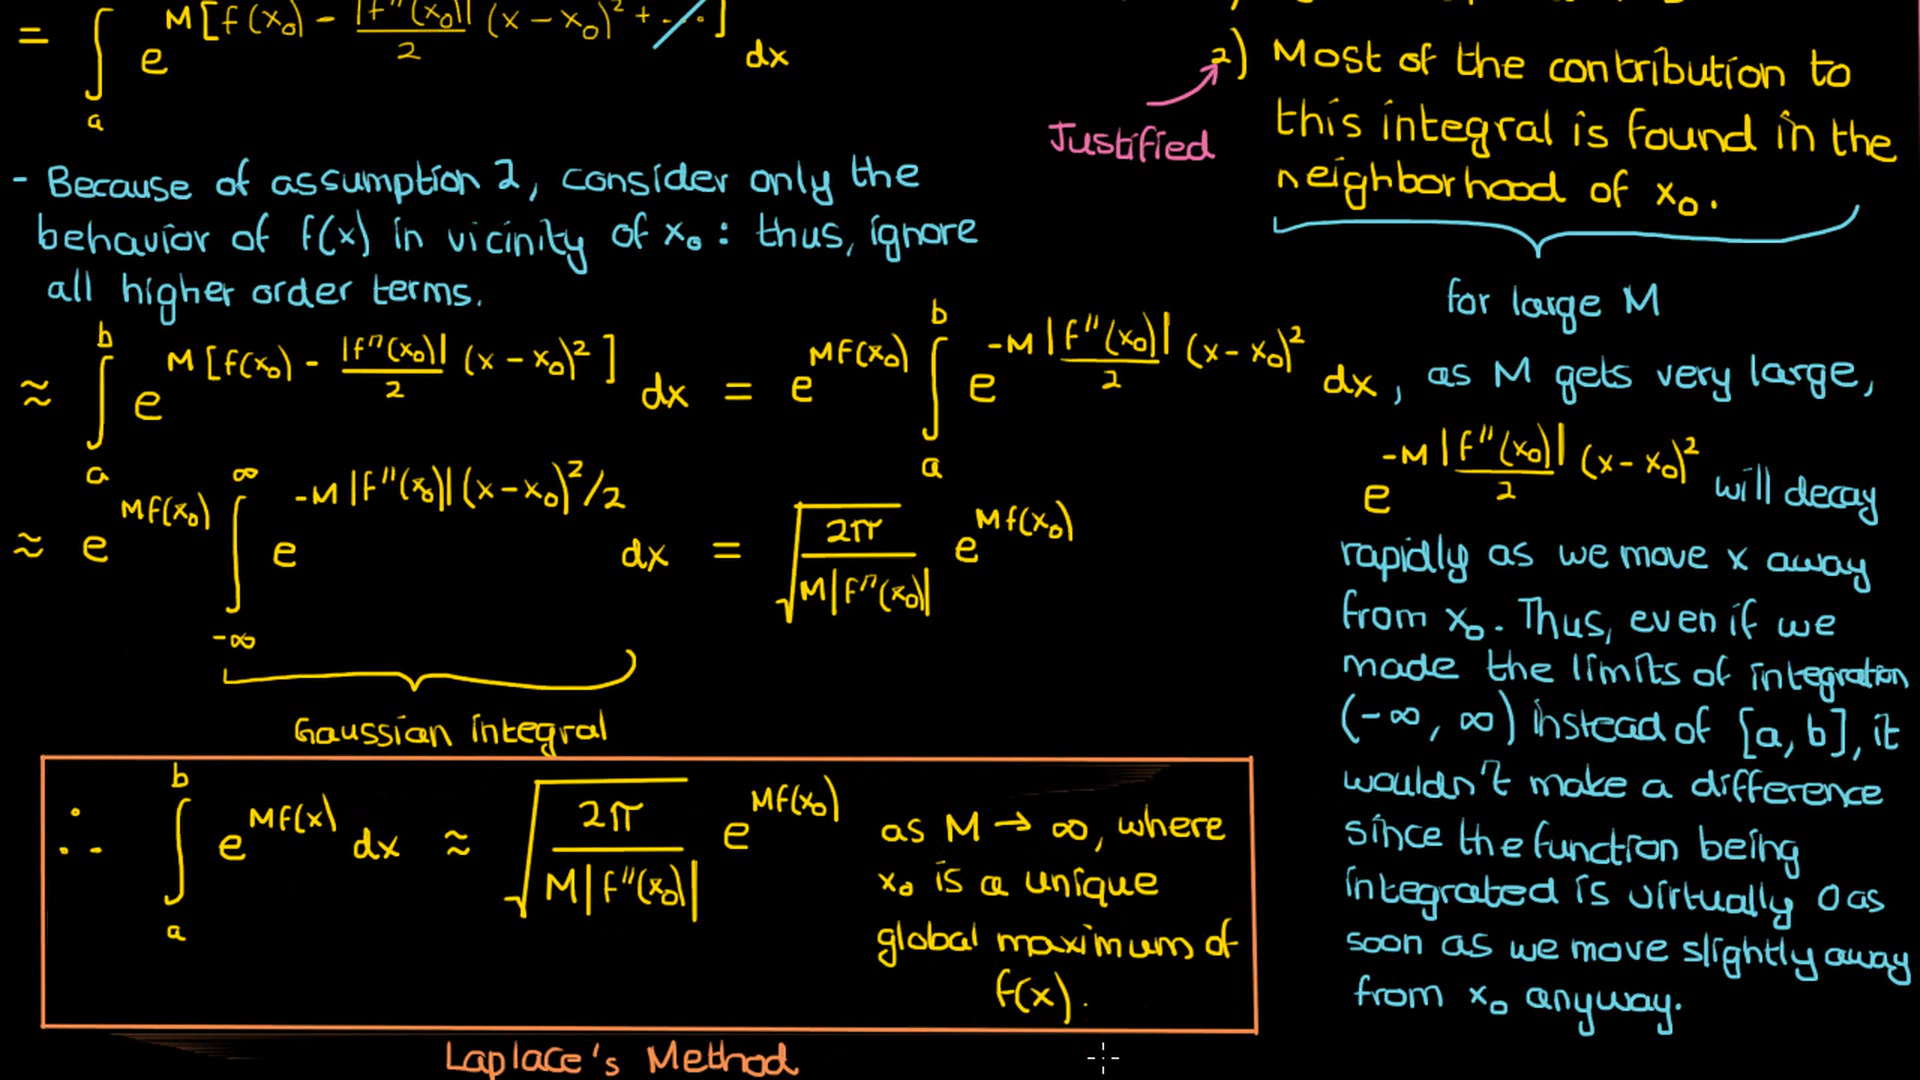 = ∫_a e^{M[f(x₀) - |f''(x₀)|/2 (x-x₀)² + ...]} dx
- Because of assumption 2, consider only the
behavior of f(x) in vicinity of x₀ : thus, ignore
all higher order terms.
≈ ∫_a^b e^{M[f(x₀) - |f''(x₀)|/2 (x-x₀)²]} dx = e^{Mf(x₀)} ∫_a^b e^{-M|f''(x₀)|/2 (x-x₀)²} dx , as M gets very large,
≈ e^{Mf(x₀)} ∫_{-∞}^{∞} e^{-M|f''(x₀)|(x-x₀)²/2} dx = √(2π/M|f''(x₀)|) e^{Mf(x₀)}
Gaussian integral
∴ ∫_a^b e^{Mf(x)} dx ≈ √(2π/M|f''(x₀)|) e^{Mf(x₀)} as M → ∞, where
x₀ is a unique
global maximum of
f(x).
Laplace's Method
Justified
2) Most of the contribution to
this integral is found in the
neighborhood of x₀.
for large M
e^{-M|f''(x₀)|/2 (x-x₀)²} will decay
rapidly as we move x away
from x₀. Thus, even if we
made the limits of integration
(-∞, ∞) instead of [a, b], it
wouldn't make a difference
since the function being
integrated is virtually 0 as
soon as we move slightly away
from x₀ anyway.